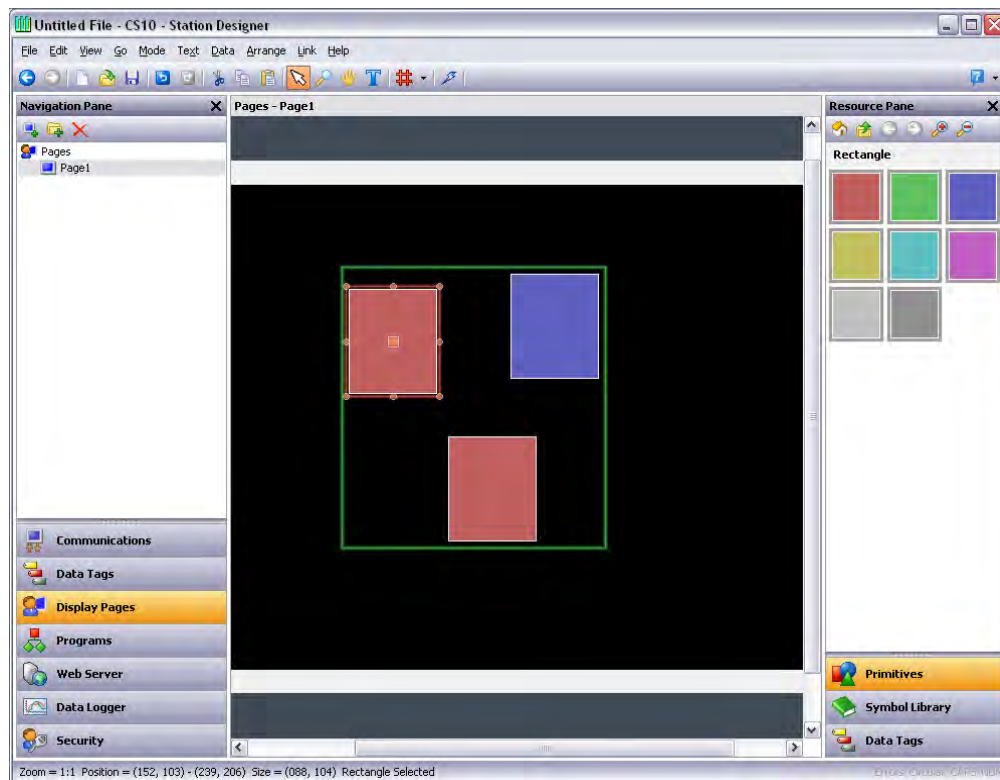 Untitled File - CS10 - Station Designer
File Edit View Go Mode Text Data Arrange Link Help
Navigation Pane
Pages - Page1
Resource Pane
Pages
Page1
Rectangle
Communications
Data Tags
Display Pages
Programs
Web Server
Data Logger
Security
Primitives
Symbol Library
Data Tags
Zoom = 1:1 Position = (152, 103) - (239, 206) Size = (088, 104) Rectangle Selected